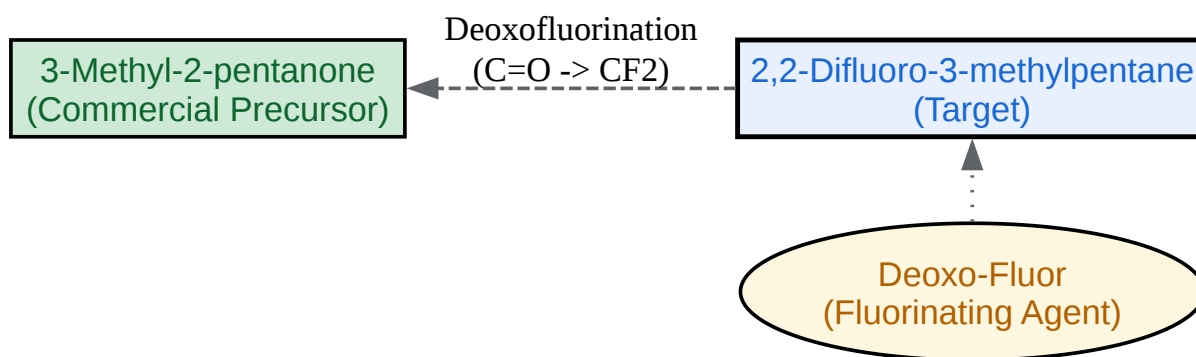 Deoxofluorination
(C=O -> CF2)
3-Methyl-2-pentanone
(Commercial Precursor)
2,2-Difluoro-3-methylpentane
(Target)
Deoxo-Fluor
(Fluorinating Agent)